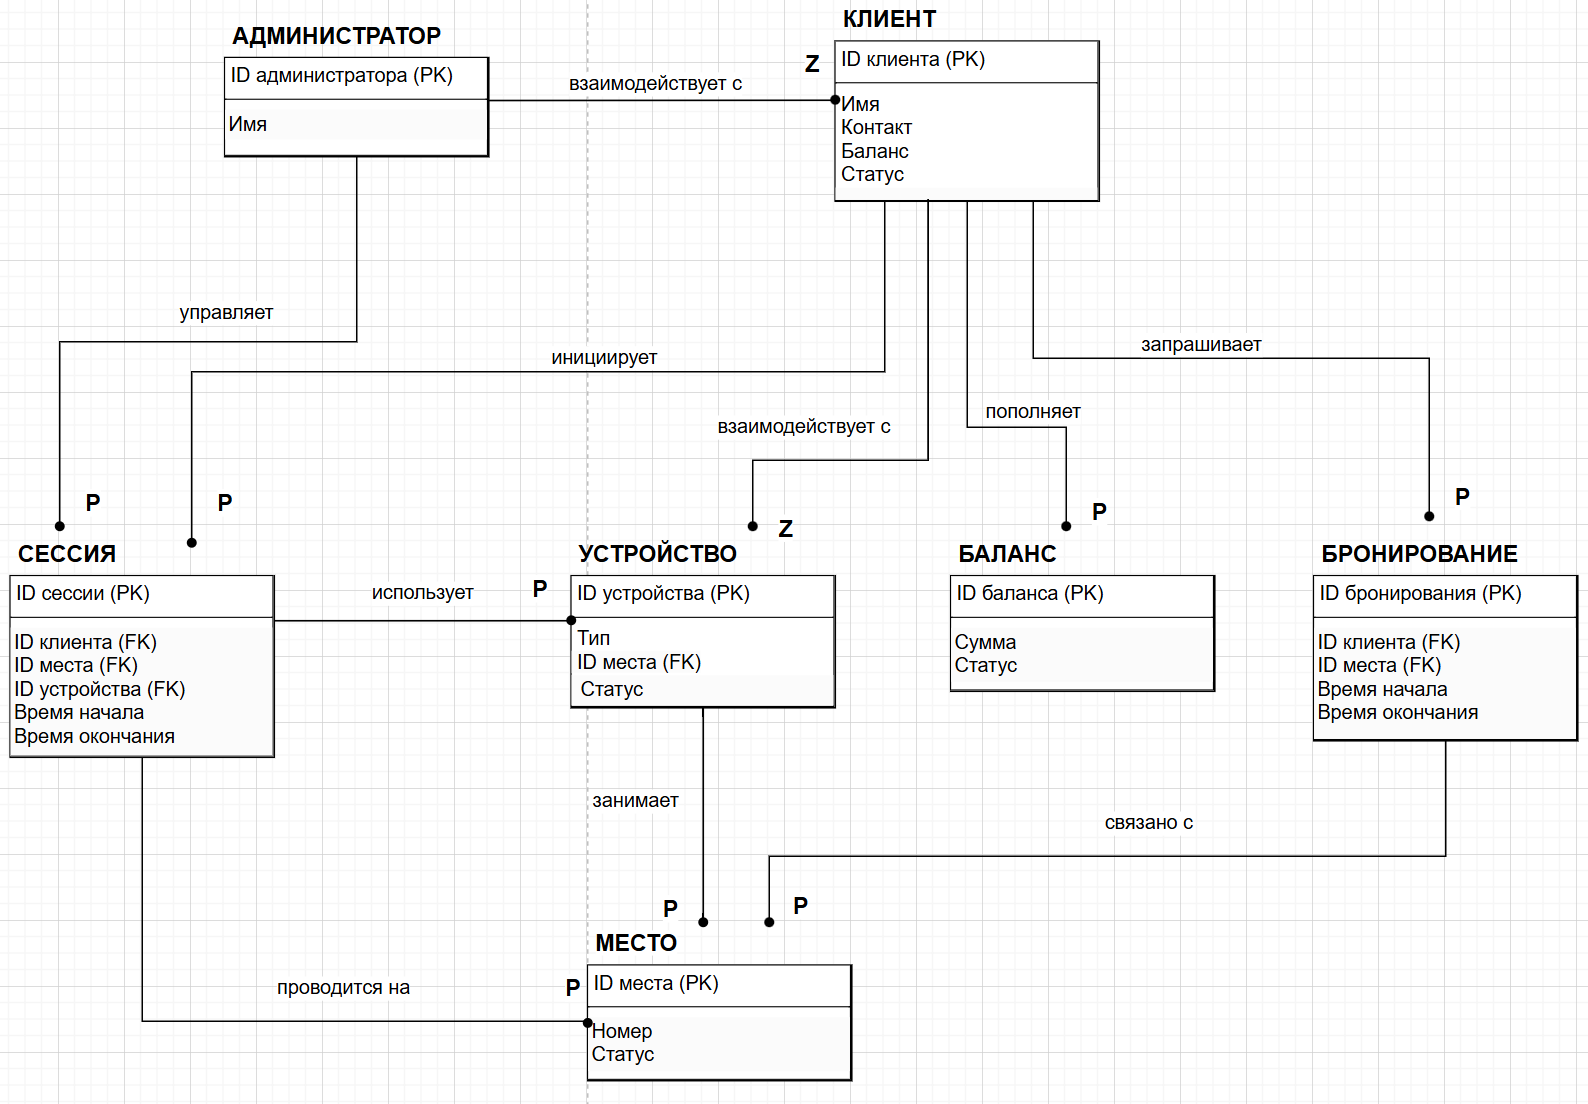 КЛИЕНТ
АДМИНИСТРАТОР
ID администратора (PK)
Имя
взаимодействует с
Z
ID клиента (PK)
Имя
Контакт
Баланс
Статус
управляет
инициирует
запрашивает
взаимодействует с
пополняет
P
P
Z
P
P
СЕССИЯ
ID сессии (PK)
ID клиента (FK)
ID места (FK)
ID устройства (FK)
Время начала
Время окончания
использует
P
УСТРОЙСТВО
ID устройства (PK)
Тип
ID места (FK)
Статус
БАЛАНС
ID баланса (PK)
Сумма
Статус
БРОНИРОВАНИЕ
ID бронирования (PK)
ID клиента (FK)
ID места (FK)
Время начала
Время окончания
занимает
связано с
P
P
МЕСТО
проводится на
P
ID места (PK)
Номер
Статус